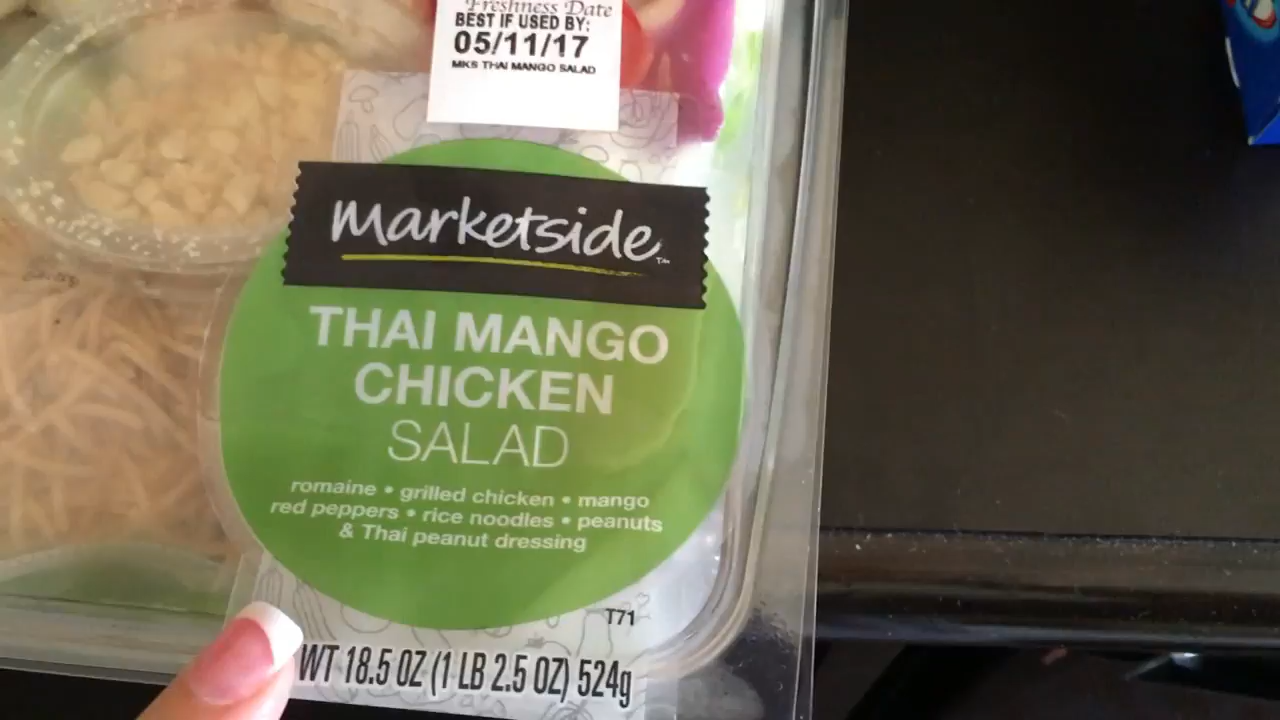 Freshness Date
BEST IF USED BY:
05/11/17
MKS THAI MANGO SALAD
marketside™
THAI MANGO
CHICKEN
SALAD
romaine • grilled chicken • mango
red peppers • rice noodles • peanuts
& Thai peanut dressing
T71
WT 18.5 OZ (1 LB 2.5 OZ) 524g